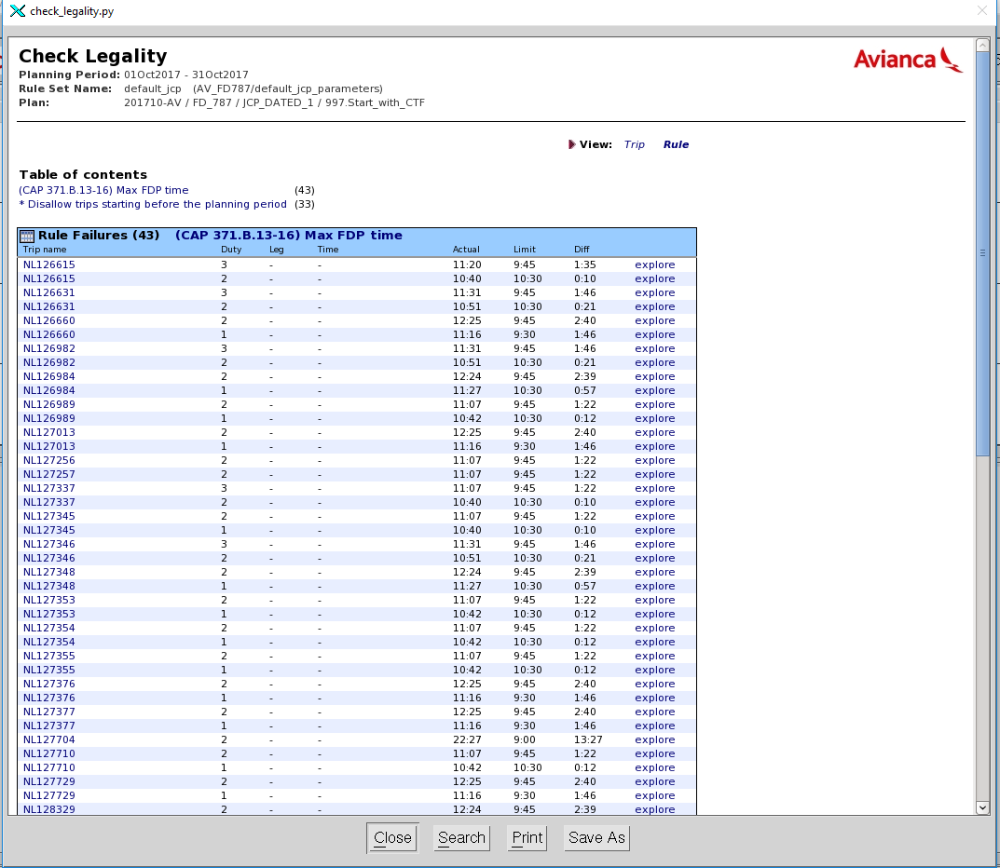 check_legality.py
Check Legality
Avianca
Planning Period: 01Oct2017 - 31Oct2017
Rule Set Name: default_jcp (AV_FD787/default_jcp_parameters)
Plan: 201710-AV / FD_787 / JCP_DATED_1 / 997.Start_with_CTF
View: Trip Rule
Table of contents
(CAP 371.B.13-16) Max FDP time (43)
* Disallow trips starting before the planning period (33)
Rule Failures (43) (CAP 371.B.13-16) Max FDP time
Trip name Duty Leg Time Actual Limit Diff
NL126615 3 - - 11:20 9:45 1:35 explore
NL126615 2 - - 10:40 10:30 0:10 explore
NL126631 3 - - 11:31 9:45 1:46 explore
NL126631 2 - - 10:51 10:30 0:21 explore
NL126660 2 - - 12:25 9:45 2:40 explore
NL126660 1 - - 11:16 9:30 1:46 explore
NL126982 3 - - 11:31 9:45 1:46 explore
NL126982 2 - - 10:51 10:30 0:21 explore
NL126984 2 - - 12:24 9:45 2:39 explore
NL126984 1 - - 11:27 10:30 0:57 explore
NL126989 2 - - 11:07 9:45 1:22 explore
NL126989 1 - - 10:42 10:30 0:12 explore
NL127013 2 - - 12:25 9:45 2:40 explore
NL127013 1 - - 11:16 9:30 1:46 explore
NL127256 2 - - 11:07 9:45 1:22 explore
NL127257 2 - - 11:07 9:45 1:22 explore
NL127337 3 - - 11:07 9:45 1:22 explore
NL127337 2 - - 10:40 10:30 0:10 explore
NL127345 2 - - 11:07 9:45 1:22 explore
NL127345 1 - - 10:40 10:30 0:10 explore
NL127346 3 - - 11:31 9:45 1:46 explore
NL127346 2 - - 10:51 10:30 0:21 explore
NL127348 2 - - 12:24 9:45 2:39 explore
NL127348 1 - - 11:27 10:30 0:57 explore
NL127353 2 - - 11:07 9:45 1:22 explore
NL127353 1 - - 10:42 10:30 0:12 explore
NL127354 2 - - 11:07 9:45 1:22 explore
NL127354 1 - - 10:42 10:30 0:12 explore
NL127355 2 - - 11:07 9:45 1:22 explore
NL127355 1 - - 10:42 10:30 0:12 explore
NL127376 2 - - 12:25 9:45 2:40 explore
NL127376 1 - - 11:16 9:30 1:46 explore
NL127377 2 - - 12:25 9:45 2:40 explore
NL127377 1 - - 11:16 9:30 1:46 explore
NL127704 2 - - 22:27 9:00 13:27 explore
NL127710 2 - - 11:07 9:45 1:22 explore
NL127710 1 - - 10:42 10:30 0:12 explore
NL127729 2 - - 12:25 9:45 2:40 explore
NL127729 1 - - 11:16 9:30 1:46 explore
NL128329 2 - - 12:24 9:45 2:39 explore
Close Search Print Save As